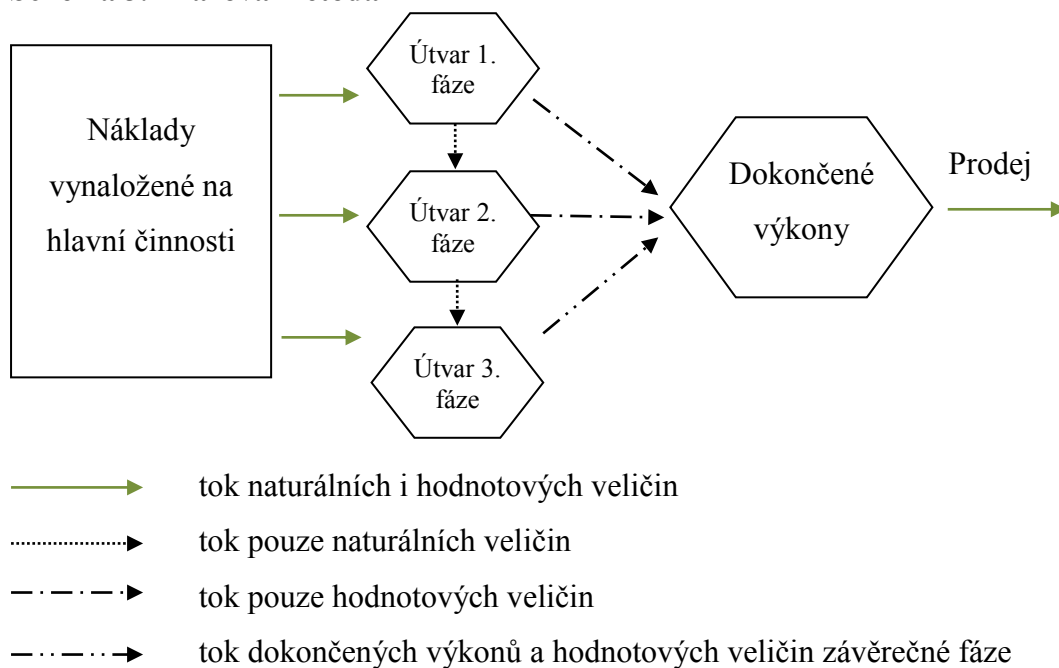 Útvar 1.
fáze
Náklady
vynaložené na
hlavní činnosti
Útvar 2.
fáze
Dokončené
výkony
Prodej
Útvar 3.
fáze
tok naturálních i hodnotových veličin
tok pouze naturálních veličin
tok pouze hodnotových veličin
tok dokončených výkonů a hodnotových veličin závěrečné fáze